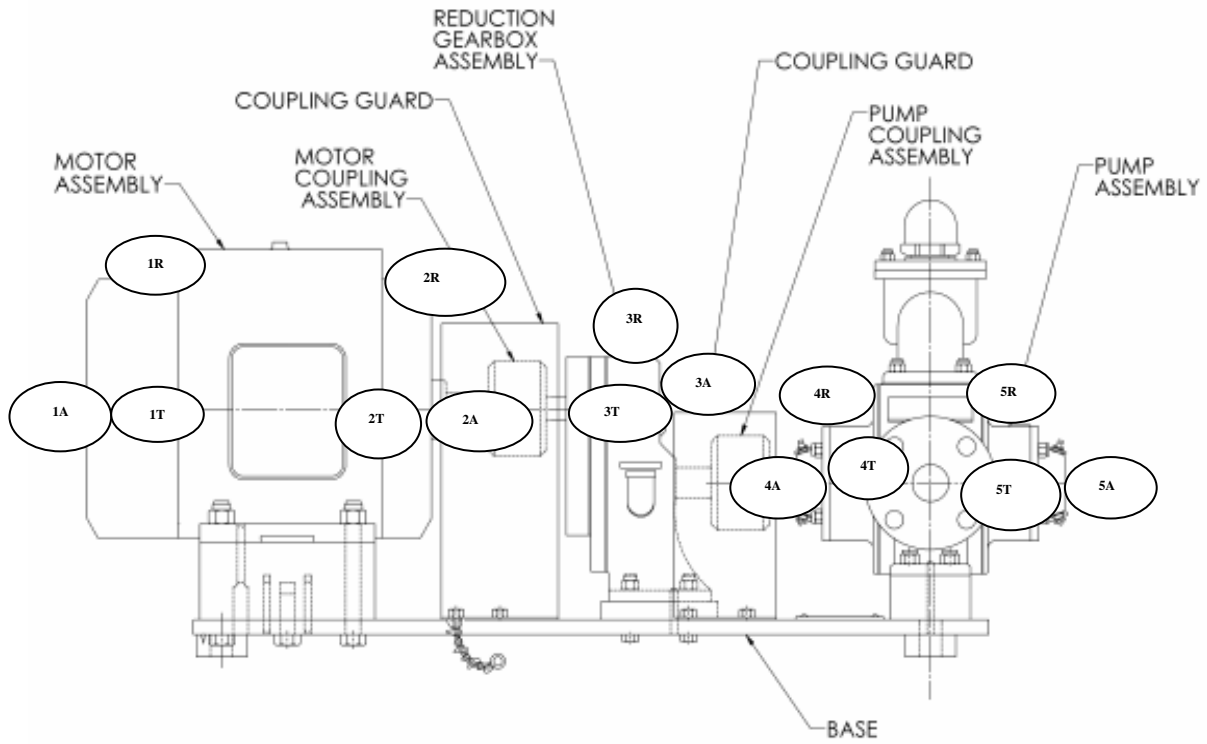 REDUCTION
GEARBOX
ASSEMBLY
COUPLING GUARD
COUPLING GUARD
PUMP
COUPLING
ASSEMBLY
MOTOR
ASSEMBLY
MOTOR
COUPLING
ASSEMBLY
PUMP
ASSEMBLY
1R
2R
3R
3A
4R
5R
1A
1T
2T
2A
3T
4T
4A
5T
5A
BASE